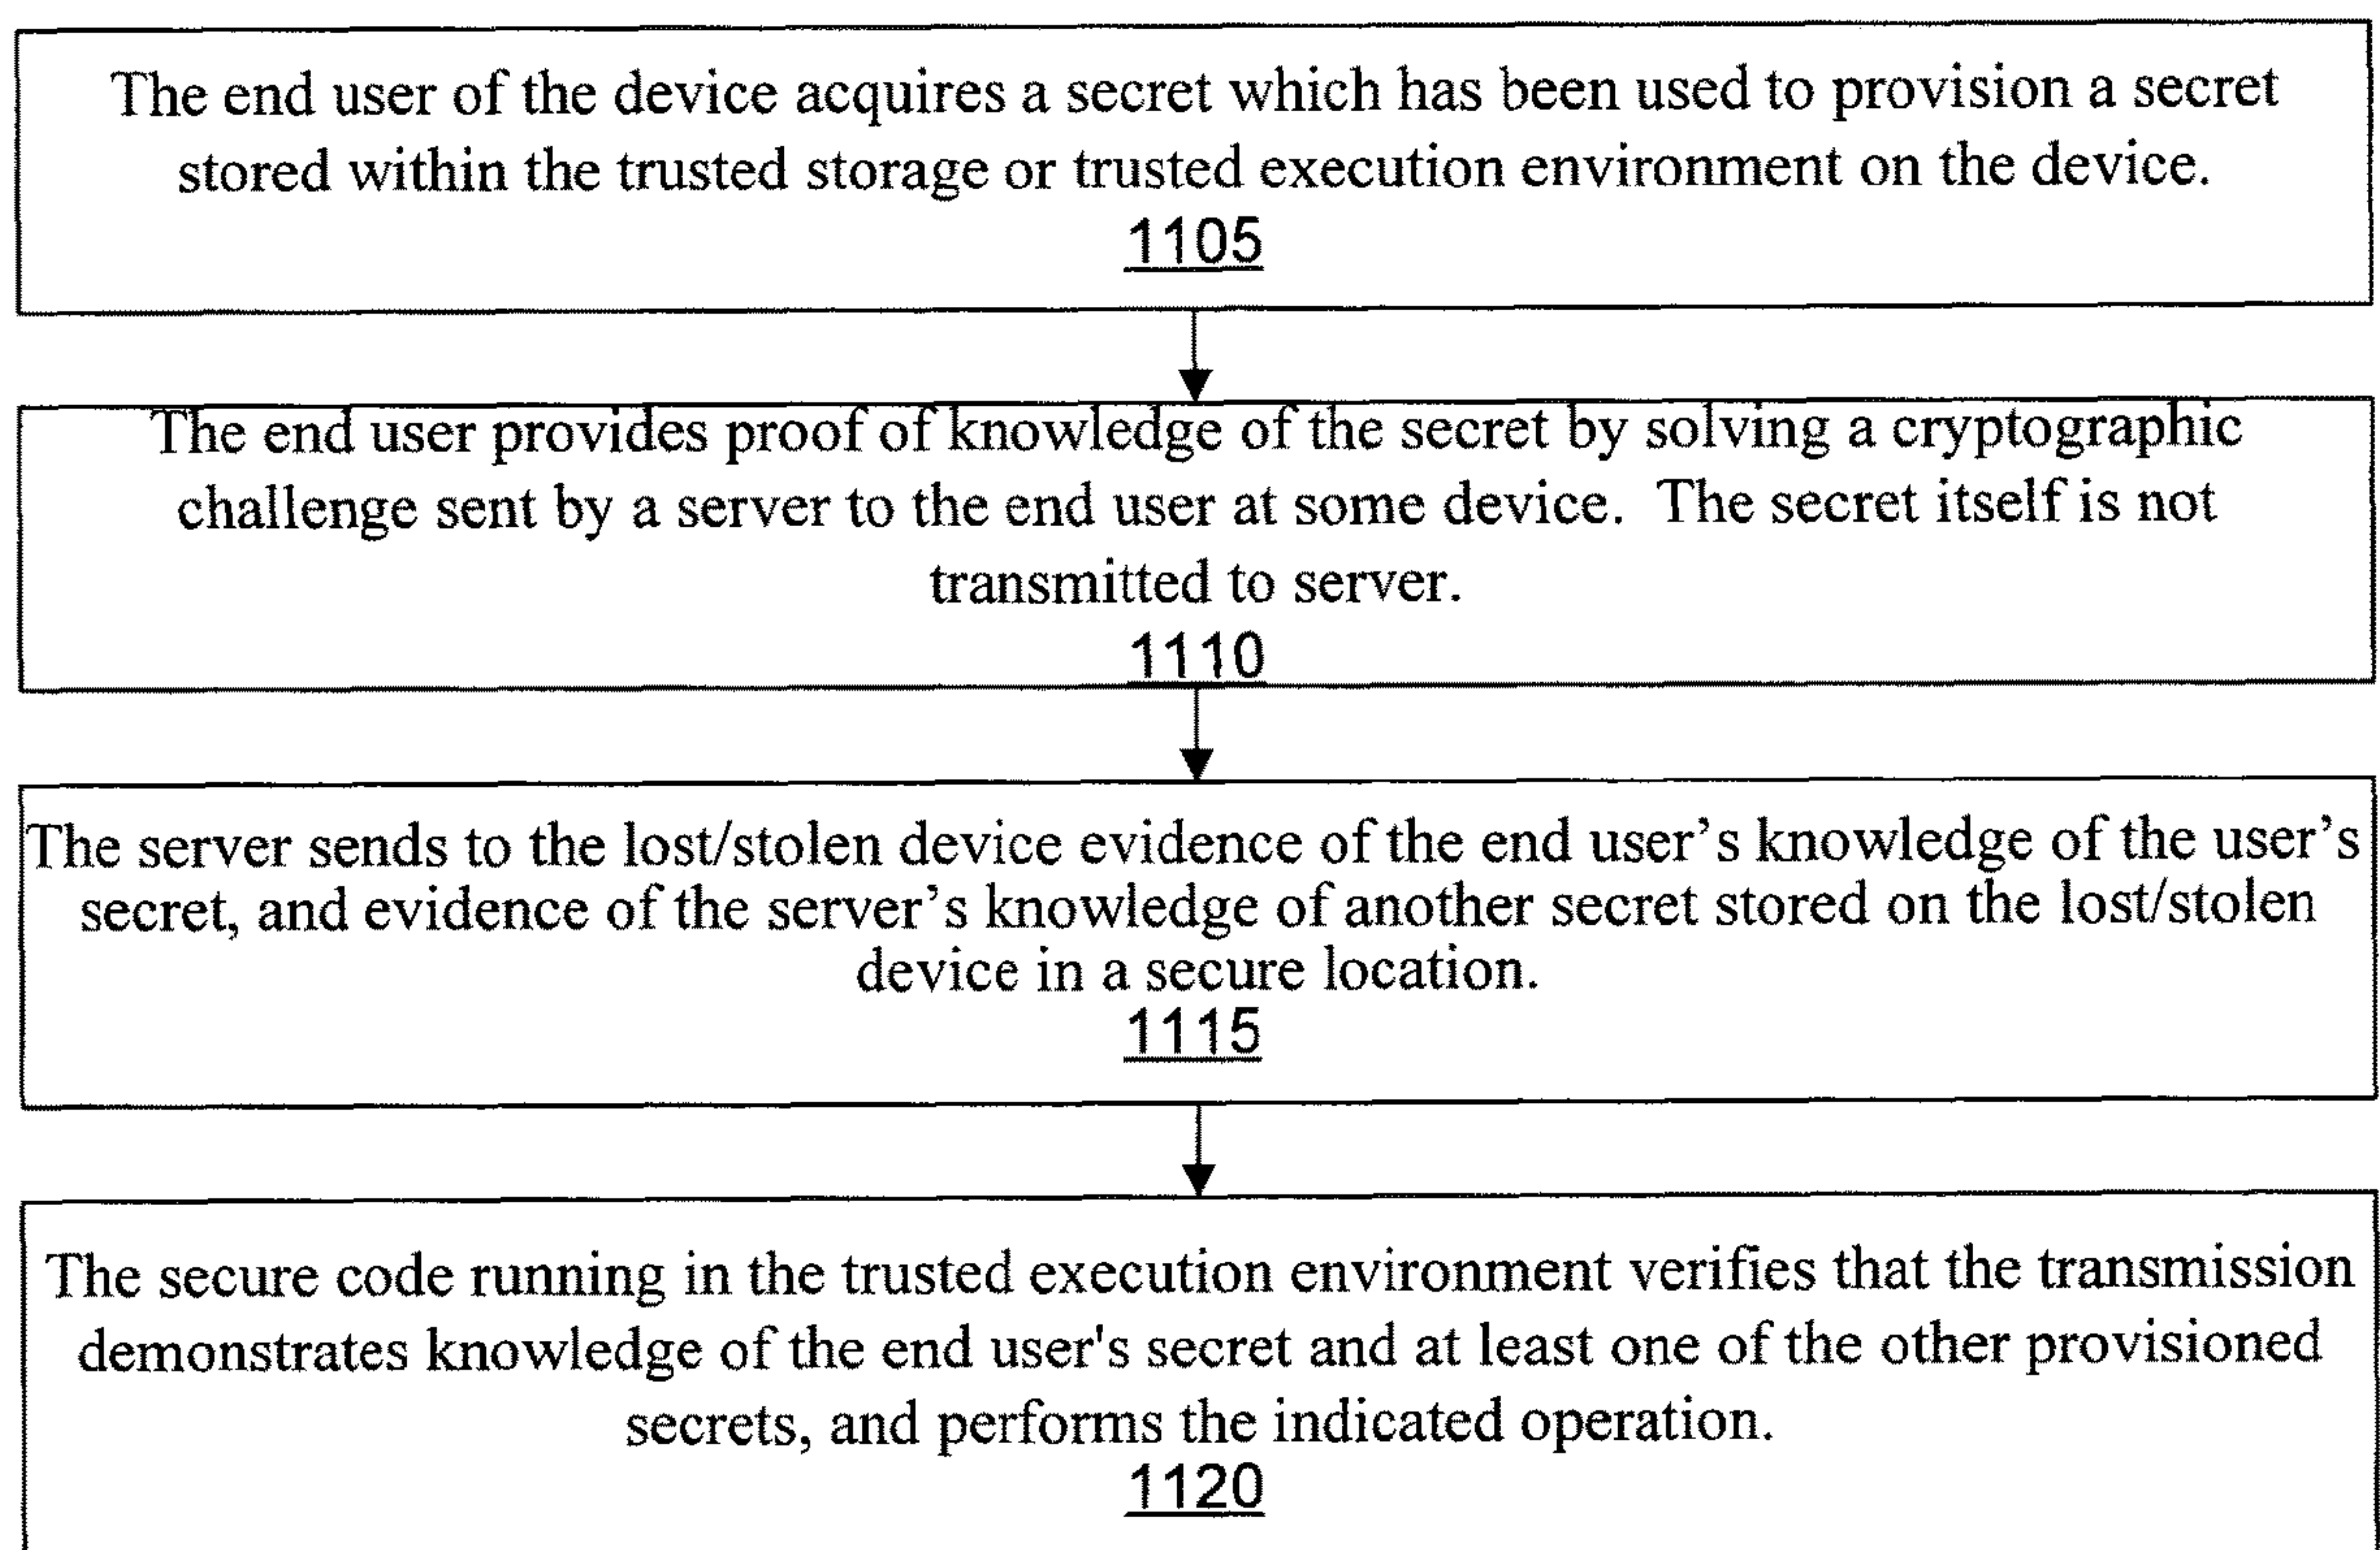 The end user of the device acquires a secret which has been used to provision a secret
stored within the trusted storage or trusted execution environment on the device.
1105
The end user provides proof of knowledge of the secret by solving a cryptographic
challenge sent by a server to the end user at some device. The secret itself is not
transmitted to server.
1110
The server sends to the lost/stolen device evidence of the end user’s knowledge of the user’s
secret, and evidence of the server’s knowledge of another secret stored on the lost/stolen
device in a secure location.
1115
The secure code running in the trusted execution environment verifies that the transmission
demonstrates knowledge of the end user's secret and at least one of the other provisioned
secrets, and performs the indicated operation.
1120